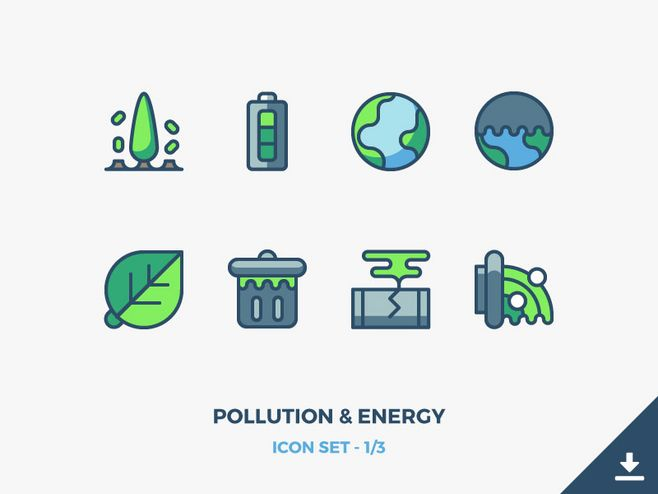 POLLUTION & ENERGY
ICON SET - 1/3